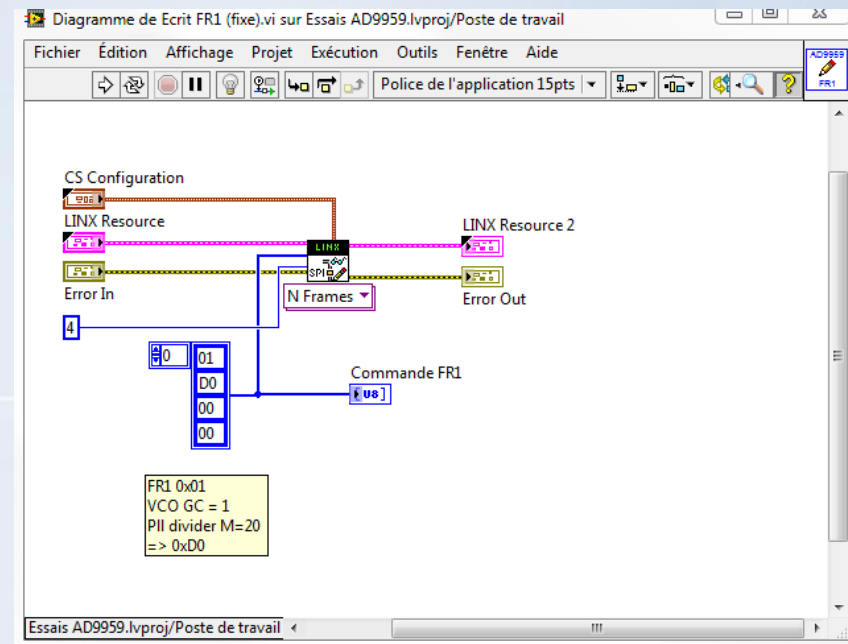 Diagramme de Ecrit FR1 (fixe).vi sur Essais AD9959.lvproj/Poste de travail
Fichier Édition Affichage Projet Exécution Outils Fenêtre Aide
Police de l'application 15pts
AD9959
FR1
CS Configuration
LINX Resource
LINX Resource 2
LINX
SPI
Error In
N Frames
Error Out
4
0
01
D0
00
00
Commande FR1
U8]
FR1 0x01
VCO GC = 1
Pll divider M=20
=> 0xD0
Essais AD9959.lvproj/Poste de travail